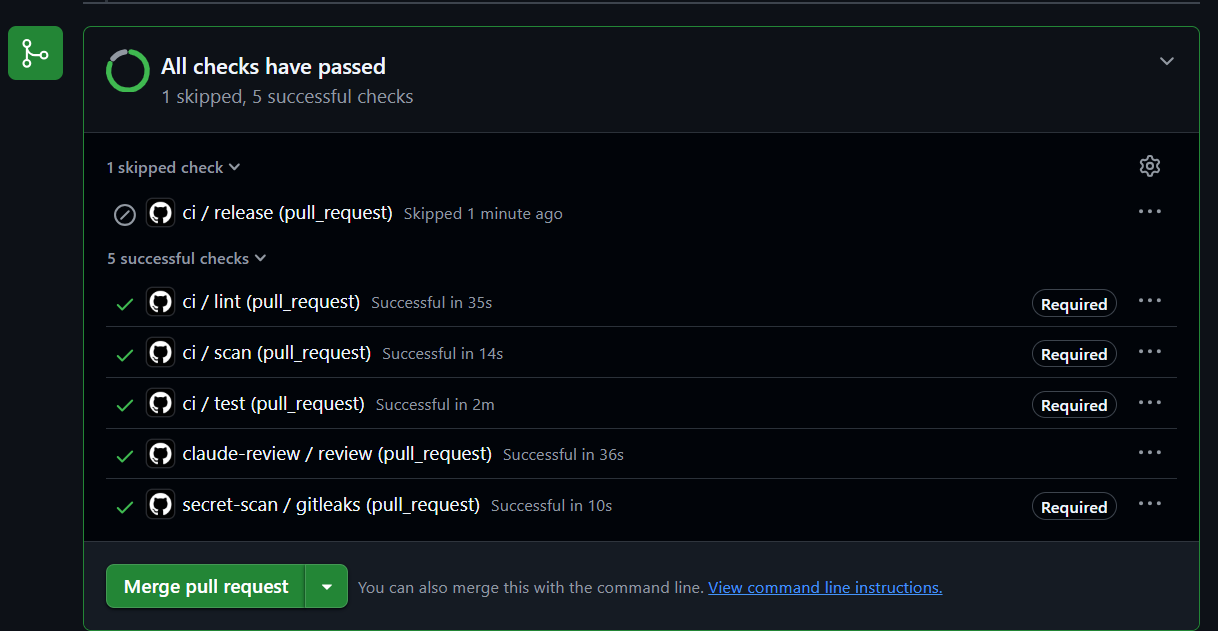 All checks have passed
1 skipped, 5 successful checks
1 skipped check
ci / release (pull_request) Skipped 1 minute ago
5 successful checks
ci / lint (pull_request) Successful in 35s Required
ci / scan (pull_request) Successful in 14s Required
ci / test (pull_request) Successful in 2m Required
claude-review / review (pull_request) Successful in 36s
secret-scan / gitleaks (pull_request) Successful in 10s Required
Merge pull request You can also merge this with the command line. View command line instructions.